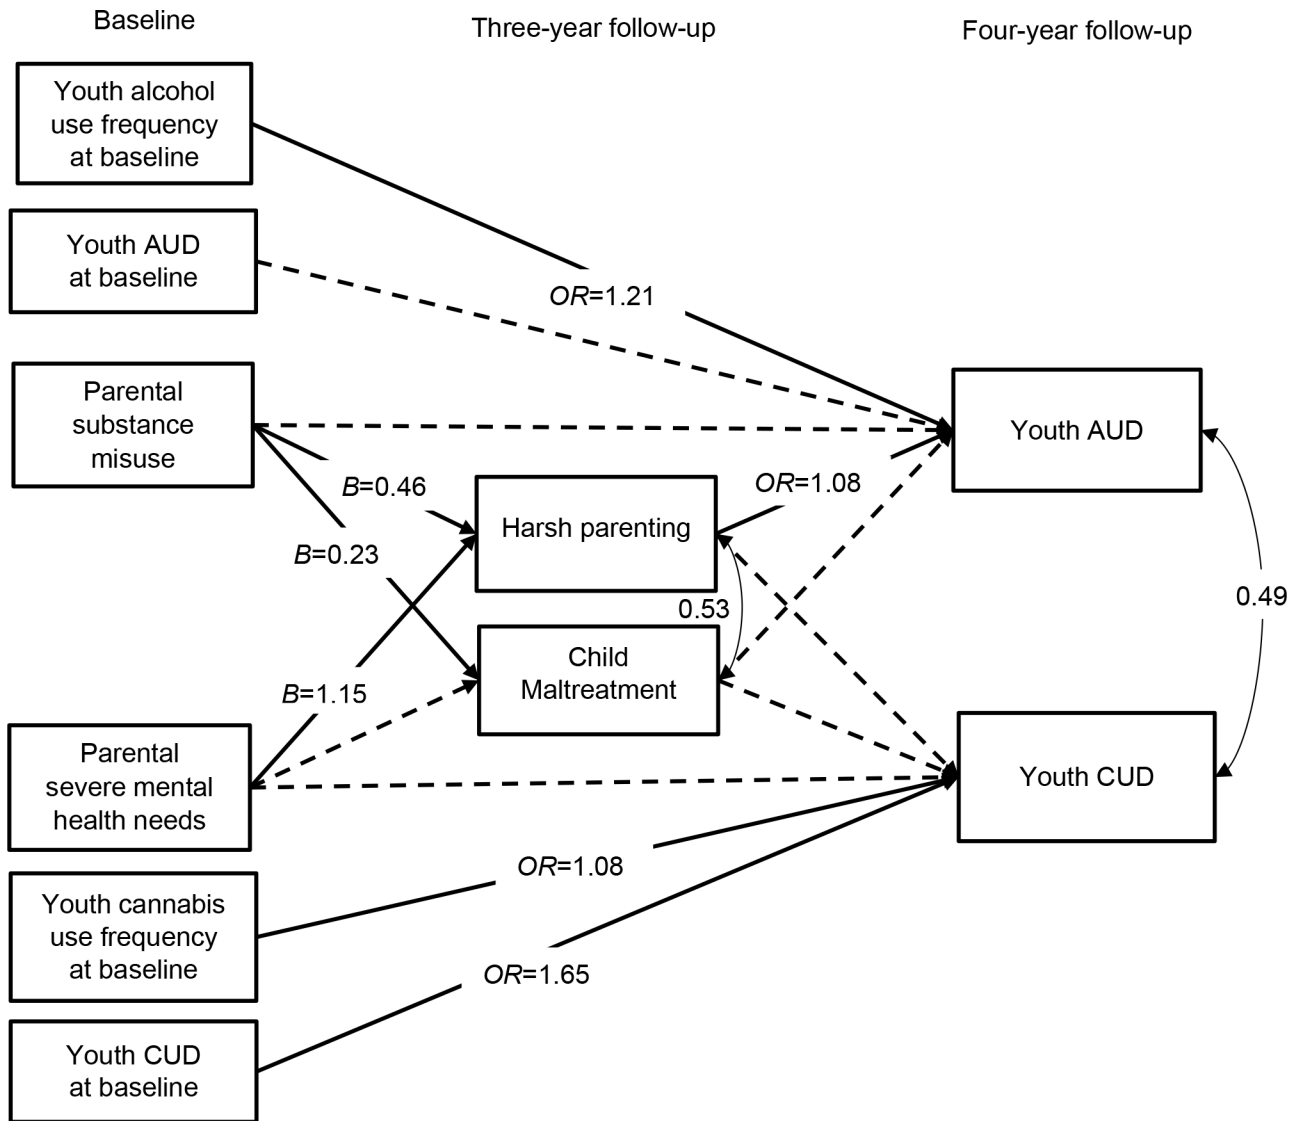 Baseline
Three-year follow-up
Four-year follow-up
Youth alcohol
use frequency
at baseline
Youth AUD
at baseline
OR=1.21
Parental
substance
misuse
Youth AUD
B=0.46
OR=1.08
Harsh parenting
B=0.23
0.53
0.49
Child
Maltreatment
B=1.15
Parental
severe mental
health needs
Youth CUD
OR=1.08
Youth cannabis
use frequency
at baseline
OR=1.65
Youth CUD
at baseline